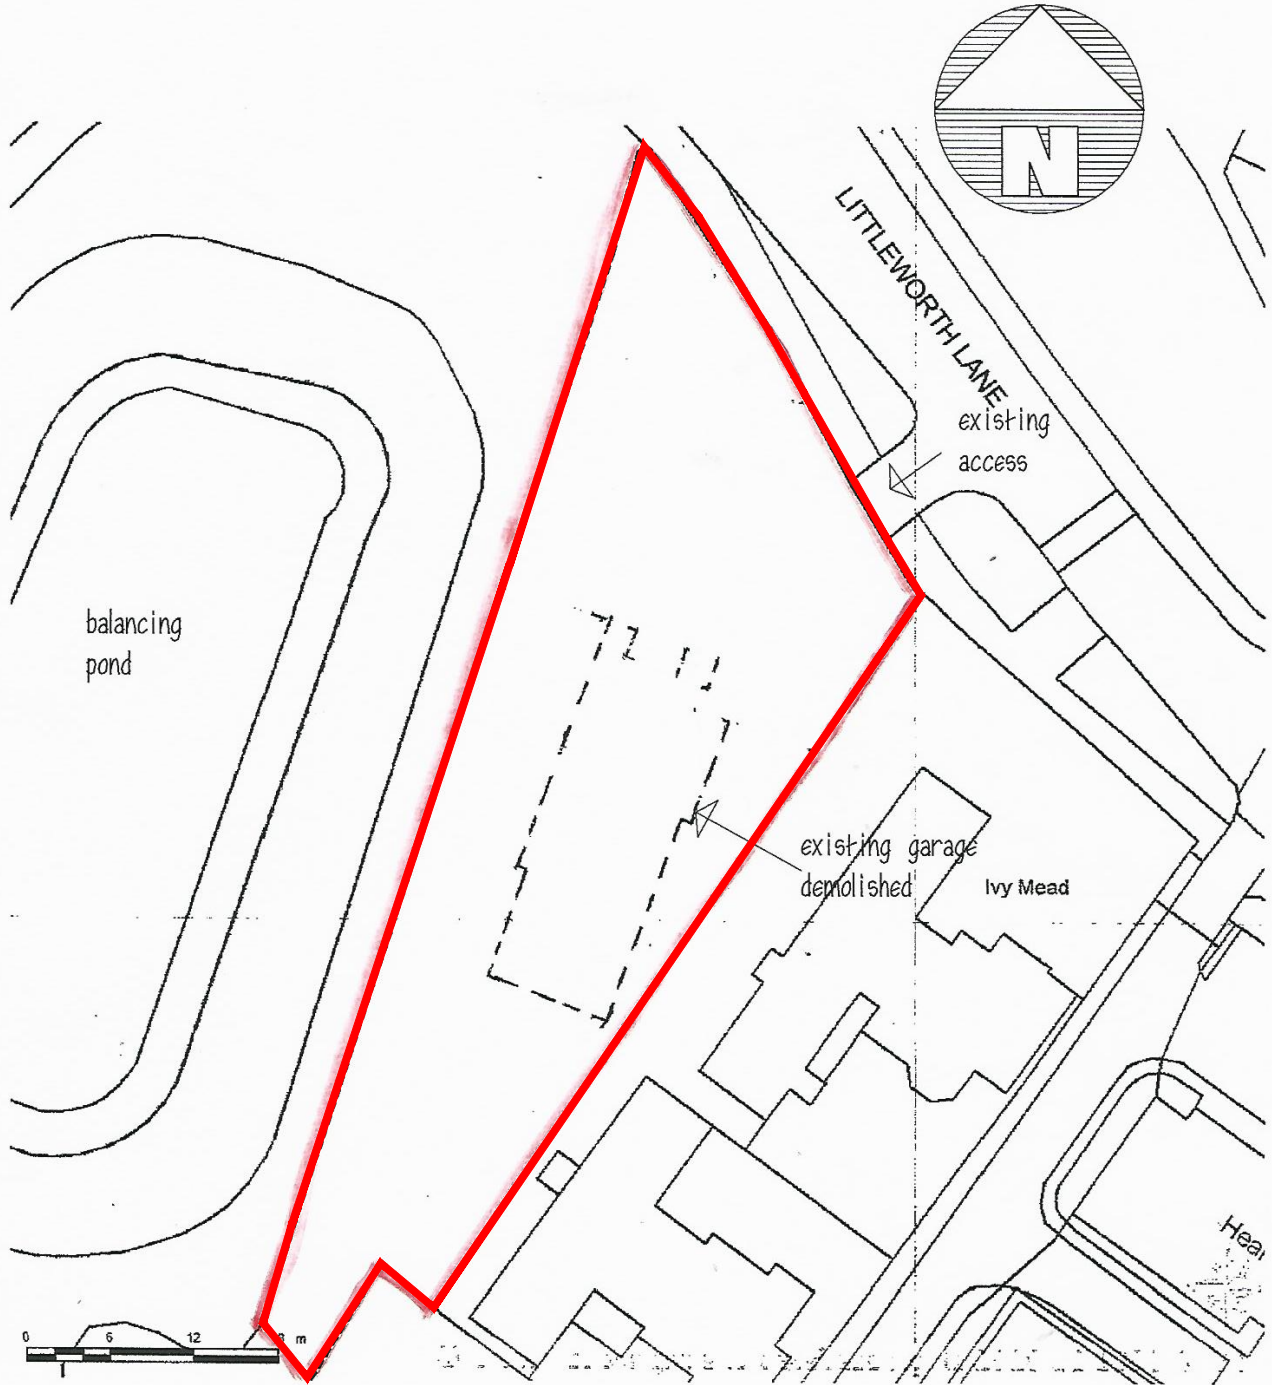 N
LITTLEWORTH LANE
existing
access
balancing
pond
existing garage
demolished
Ivy Mead
0 6 12 m